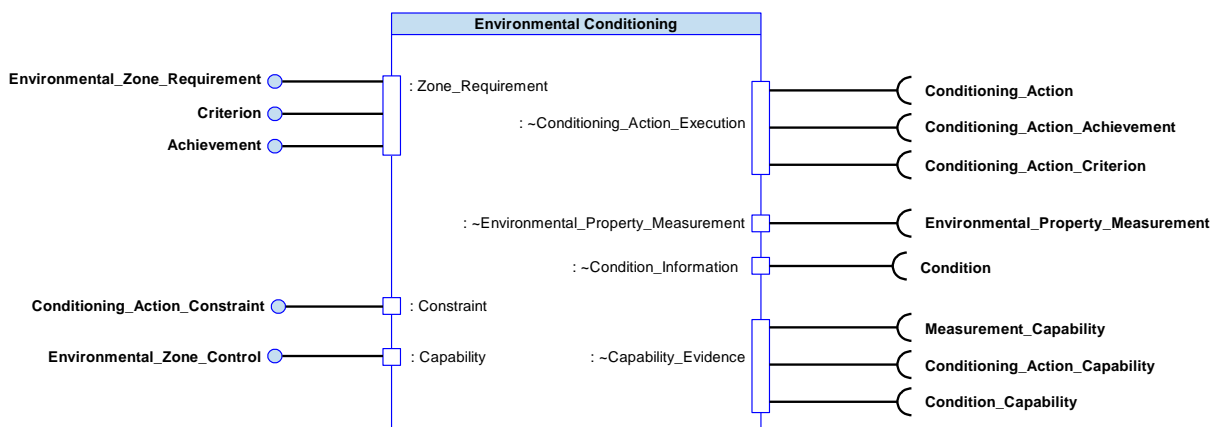 Environmental Conditioning
Environmental_Zone_Requirement
Criterion
Achievement
: Zone_Requirement
: ~Conditioning_Action_Execution
Conditioning_Action
Conditioning_Action_Achievement
Conditioning_Action_Criterion
: ~Environmental_Property_Measurement
Environmental_Property_Measurement
: ~Condition_Information
Condition
Conditioning_Action_Constraint
: Constraint
Environmental_Zone_Control
: Capability
: ~Capability_Evidence
Measurement_Capability
Conditioning_Action_Capability
Condition_Capability